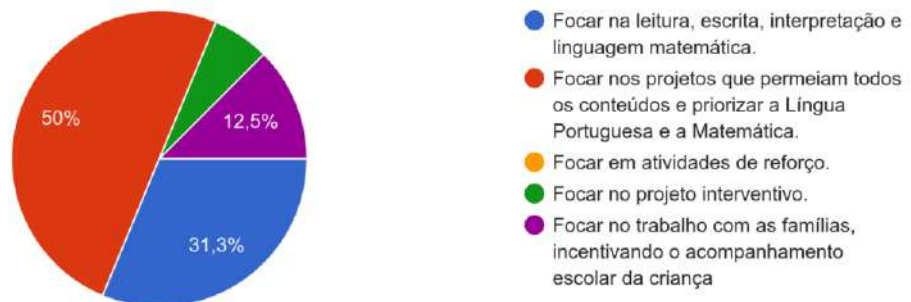 50%
12,5%
31,3%
Focar na leitura, escrita, interpretação e
linguagem matemática.
Focar nos projetos que permeiam todos
os conteúdos e priorizar a Língua
Portuguesa e a Matemática.
Focar em atividades de reforço.
Focar no projeto interventivo.
Focar no trabalho com as famílias,
incentivando o acompanhamento
escolar da criança